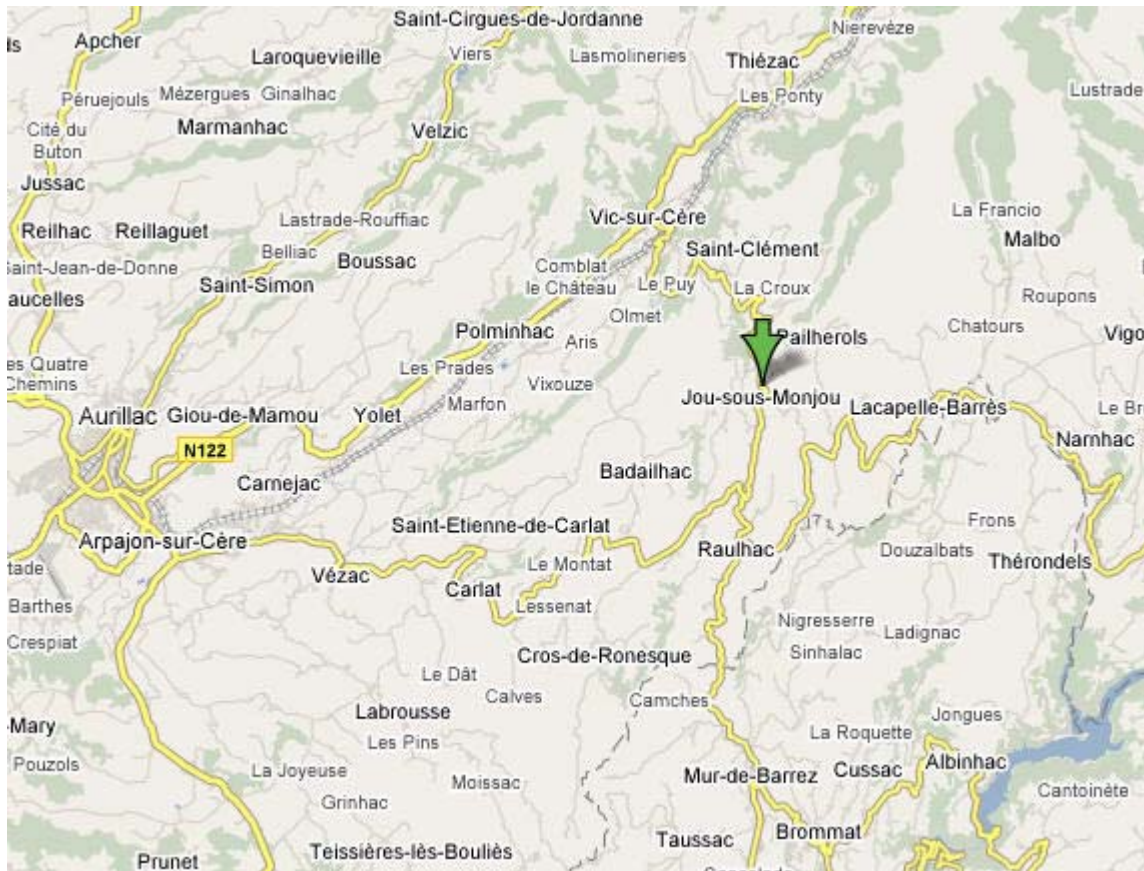 Saint-Cirgues-de-Jordanne
Nierevèze
Apcher
Viers
Lasmolineries
Laroquevieille
Thiézac
Lustrade
Péruejouls
Mézergues
Ginalhac
Les Ponty
Cité du
Buton
Marmanhac
Velzic
Jussac
Reilhac
Reillaguet
Lastrade-Rouffiac
Vic-sur-Cère
La Francio
Malbo
Belliac
Boussac
Saint-Clément
Saint-Jean-de-Donne
Comblat
le Château
Saint-Simon
Le Puy
La Croux
Roupons
aucelles
Olmet
Polminhac
Aris
Pailherols
Chatours
Vigo
es Quatre
Chemins
Les Prades
Vixouze
Marfon
Jou-sous-Monjou
Lacapelle-Barrès
Le Br
Aurillac
Giou-de-Mamou
Yolet
Narnhac
N122
Badailhac
Carnejac
Saint-Etienne-de-Carlat
Frons
Arpajon-sur-Cère
Raulhac
Douzalbats
Thérondels
Le Montat
tade
Vézac
Carlat
Barthes
Lessenat
Nigresserre
Ladignac
Crespiat
Sinhalac
Cros-de-Ronesque
Le Dât
Calves
Camches
Labrousse
Jongues
-Mary
Les Pins
La Roquette
Pouzols
La Joyeuse
Moissac
Mur-de-Barrez
Cussac
Albinhac
Cantoinète
Grinhac
Taussac
Brommat
Prunet
Teissières-lès-Bouliès